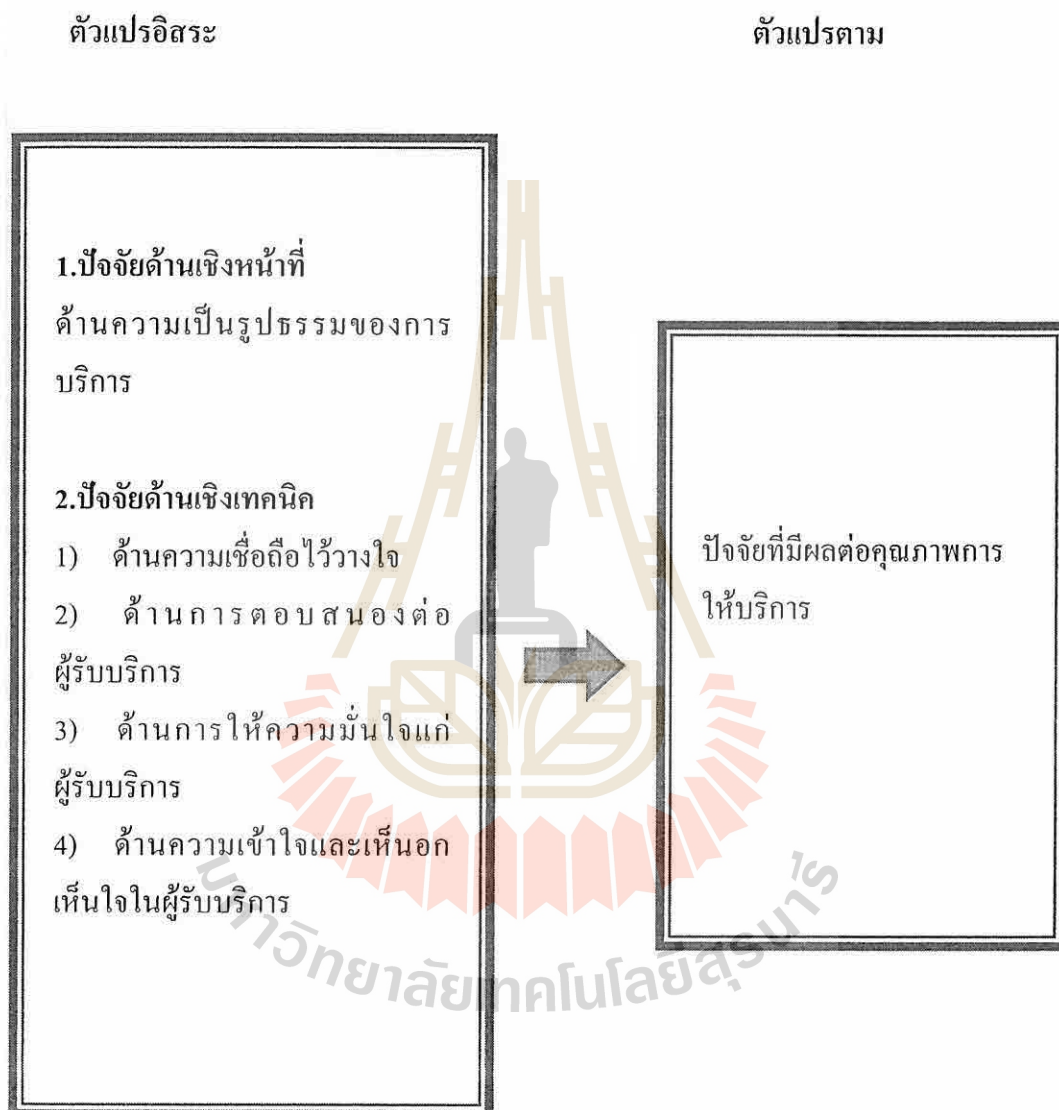 ตัวแปรอิสระ
ตัวแปรตาม
1.ปัจจัยด้านเชิงหน้าที่
ด้านความเป็นรูปธรรมของการ
บริการ
2.ปัจจัยด้านเชิงเทคนิค
1) ด้านความเชื่อถือไว้วางใจ
2) ด้านการตอบสนองต่อ
ผู้รับบริการ
3) ด้านการให้ความมั่นใจแก่
ผู้รับบริการ
4) ด้านความเข้าใจและเห็นอก
เห็นใจในผู้รับบริการ
ปัจจัยที่มีผลต่อคุณภาพการ
ให้บริการ
มหาวิทยาลัยเทคโนโลยีสุรนารี